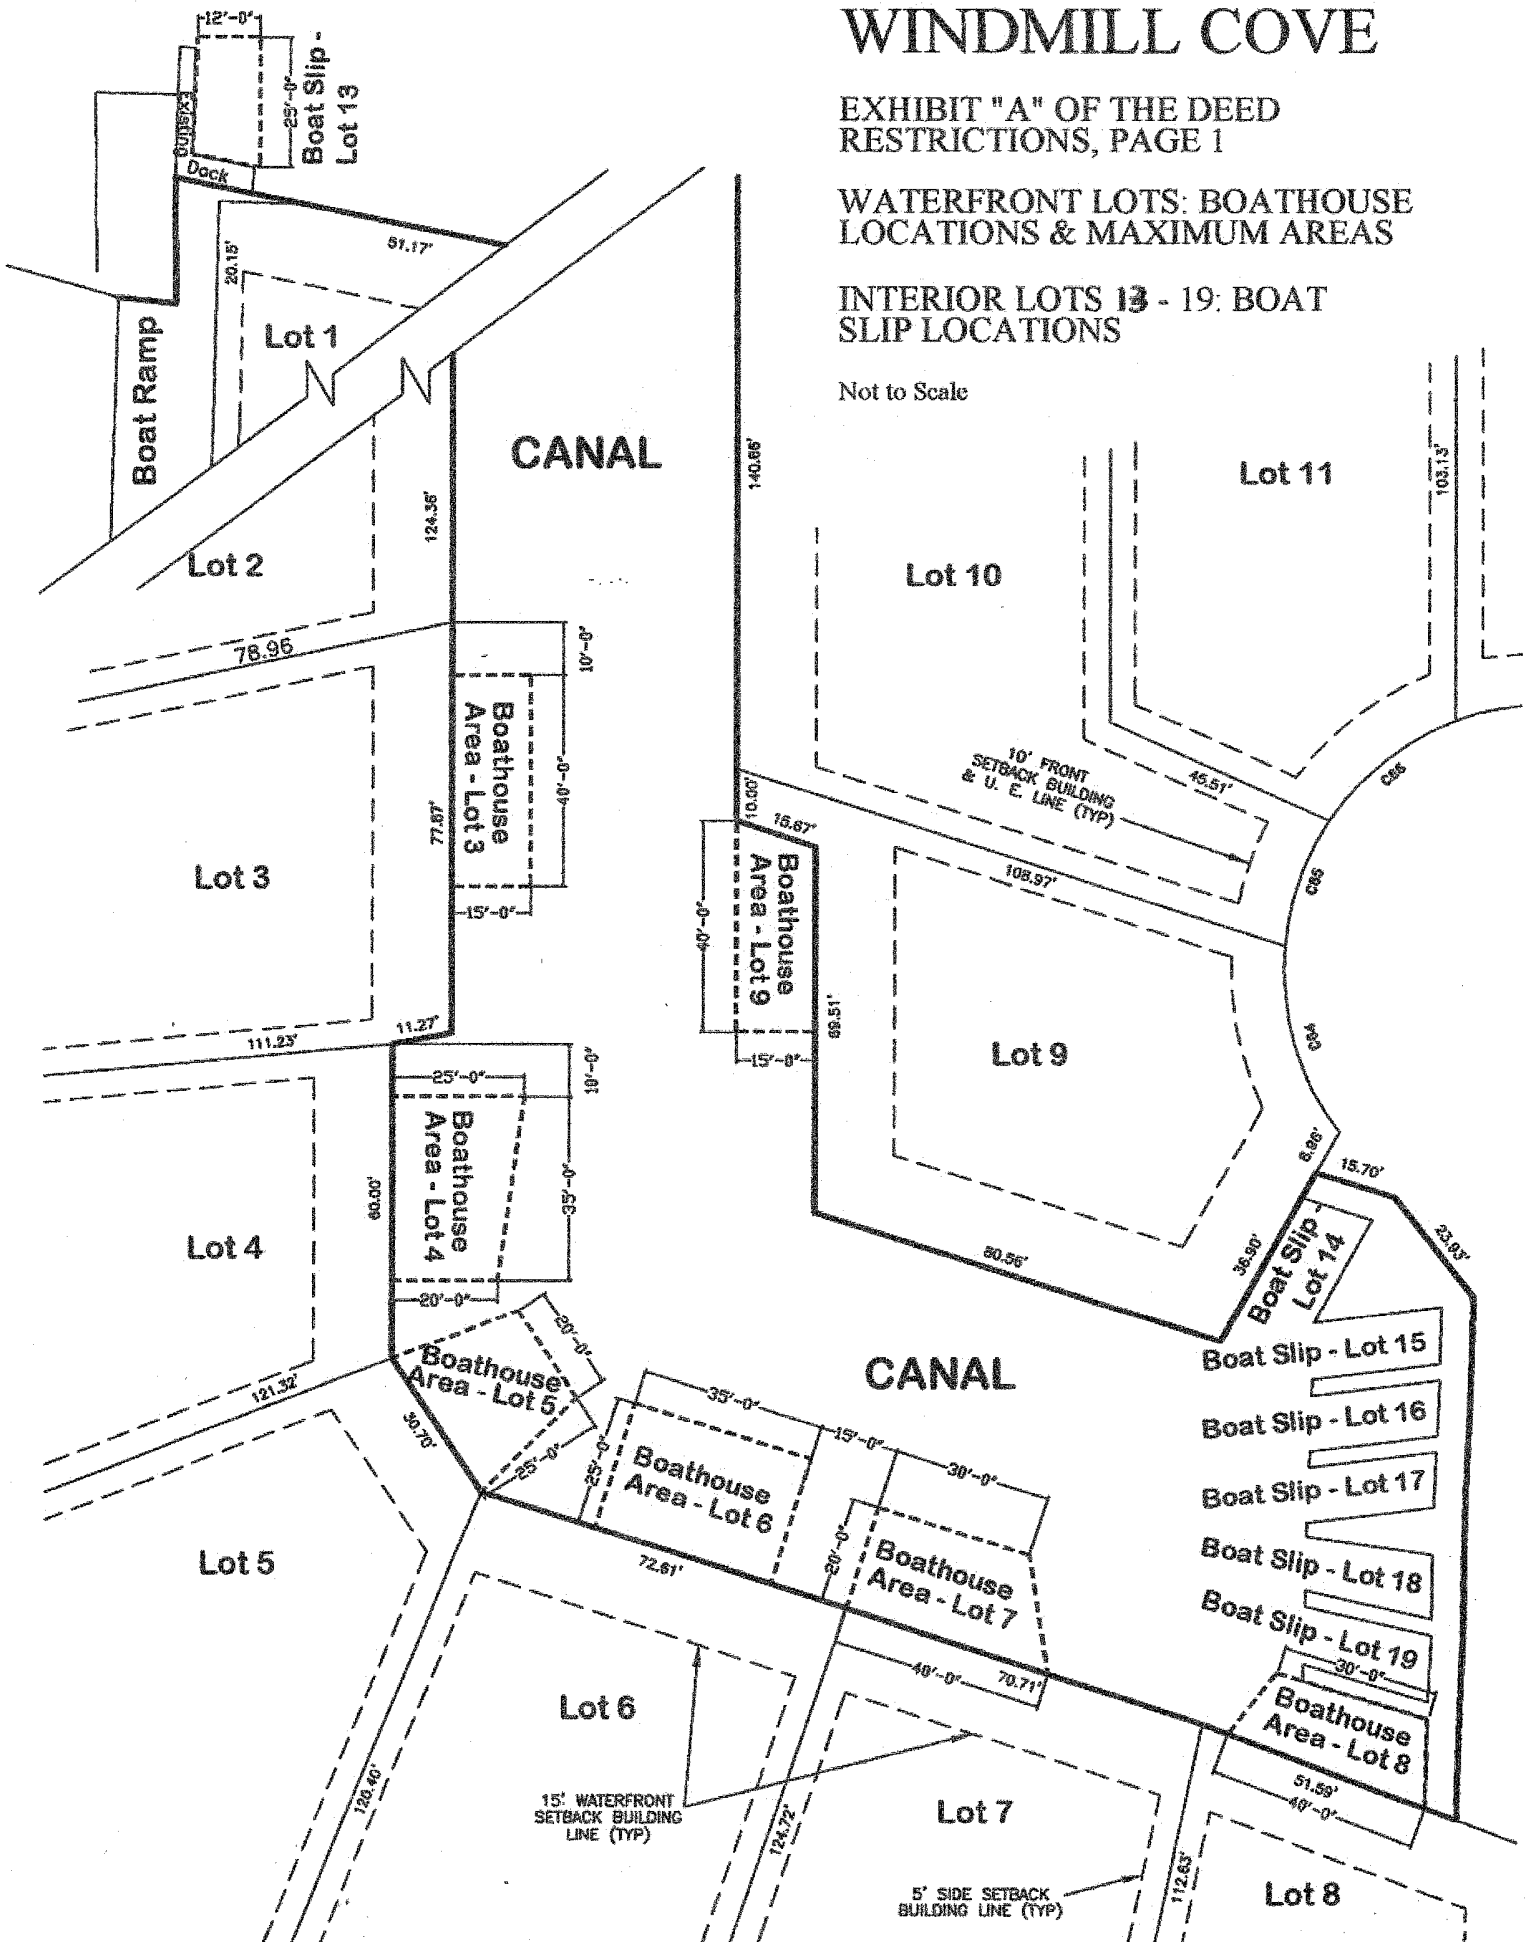 WINDMILL COVE
EXHIBIT "A" OF THE DEED
RESTRICTIONS, PAGE 1
WATERFRONT LOTS: BOATHOUSE
LOCATIONS & MAXIMUM AREAS
INTERIOR LOTS 13 - 19: BOAT
SLIP LOCATIONS
Not to Scale
12'-0"
25'-0"
Boat Slip -
Lot 13
Existing
Dock
51.17'
20.15'
Lot 1
Boat Ramp
CANAL
140.65'
124.36'
Lot 2
78.96
10'-0"
Boathouse
Area - Lot 3
40'-0"
77.67'
15'-0"
Lot 3
11.27'
111.23'
Lot 10
Lot 11
103.13'
10' FRONT
SETBACK BUILDING
& U. E. LINE (TYP)
45.51'
C86
C85
C84
10.00'
15.67'
108.97'
40'-0"
Boathouse
Area - Lot 9
69.51'
15'-0"
Lot 9
6.96'
15.70'
23.93'
36.90'
80.56'
25'-0"
10'-0"
Boathouse
Area - Lot 4
35'-0"
60.00'
20'-0"
Lot 4
121.32'
Boathouse
Area - Lot 5
20'-0"
25'-0"
30.70'
Lot 5
CANAL
35'-0"
25'-0"
Boathouse
Area - Lot 6
15'-0"
30'-0"
20'-0"
Boathouse
Area - Lot 7
72.61'
40'-0"
70.71'
Boat Slip -
Lot 14
Boat Slip - Lot 15
Boat Slip - Lot 16
Boat Slip - Lot 17
Boat Slip - Lot 18
Boat Slip - Lot 19
30'-0"
Boathouse
Area - Lot 8
51.59'
40'-0"
Lot 6
120.40'
15' WATERFRONT
SETBACK BUILDING
LINE (TYP)
124.72'
Lot 7
5' SIDE SETBACK
BUILDING LINE (TYP)
112.63'
Lot 8